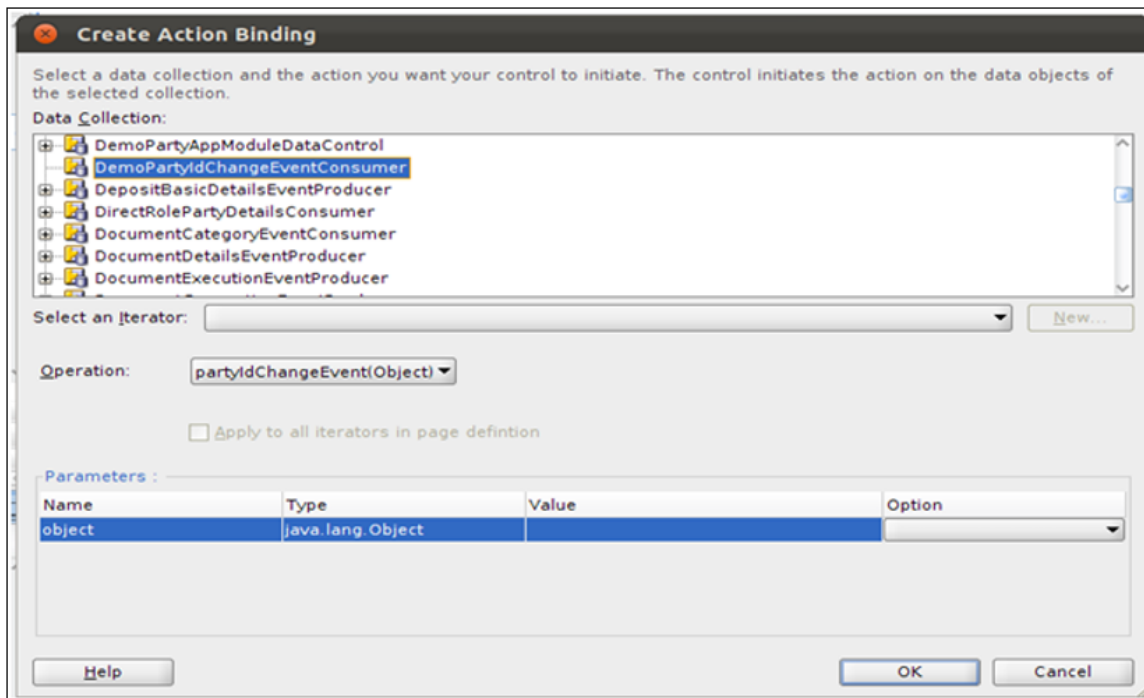 Create Action Binding
Select a data collection and the action you want your control to initiate. The control initiates the action on the data objects of
the selected collection.
Data Collection:
DemoPartyAppModuleDataControl
DemoPartyIdChangeEventConsumer
DepositBasicDetailsEventProducer
DirectRolePartyDetailsConsumer
DocumentCategoryEventConsumer
DocumentDetailsEventProducer
DocumentExecutionEventProducer
Select an Iterator: New...
Operation: partyIdChangeEvent(Object)
Apply to all iterators in page defintion
Parameters :
Name Type Value Option
object java.lang.Object
Help OK Cancel